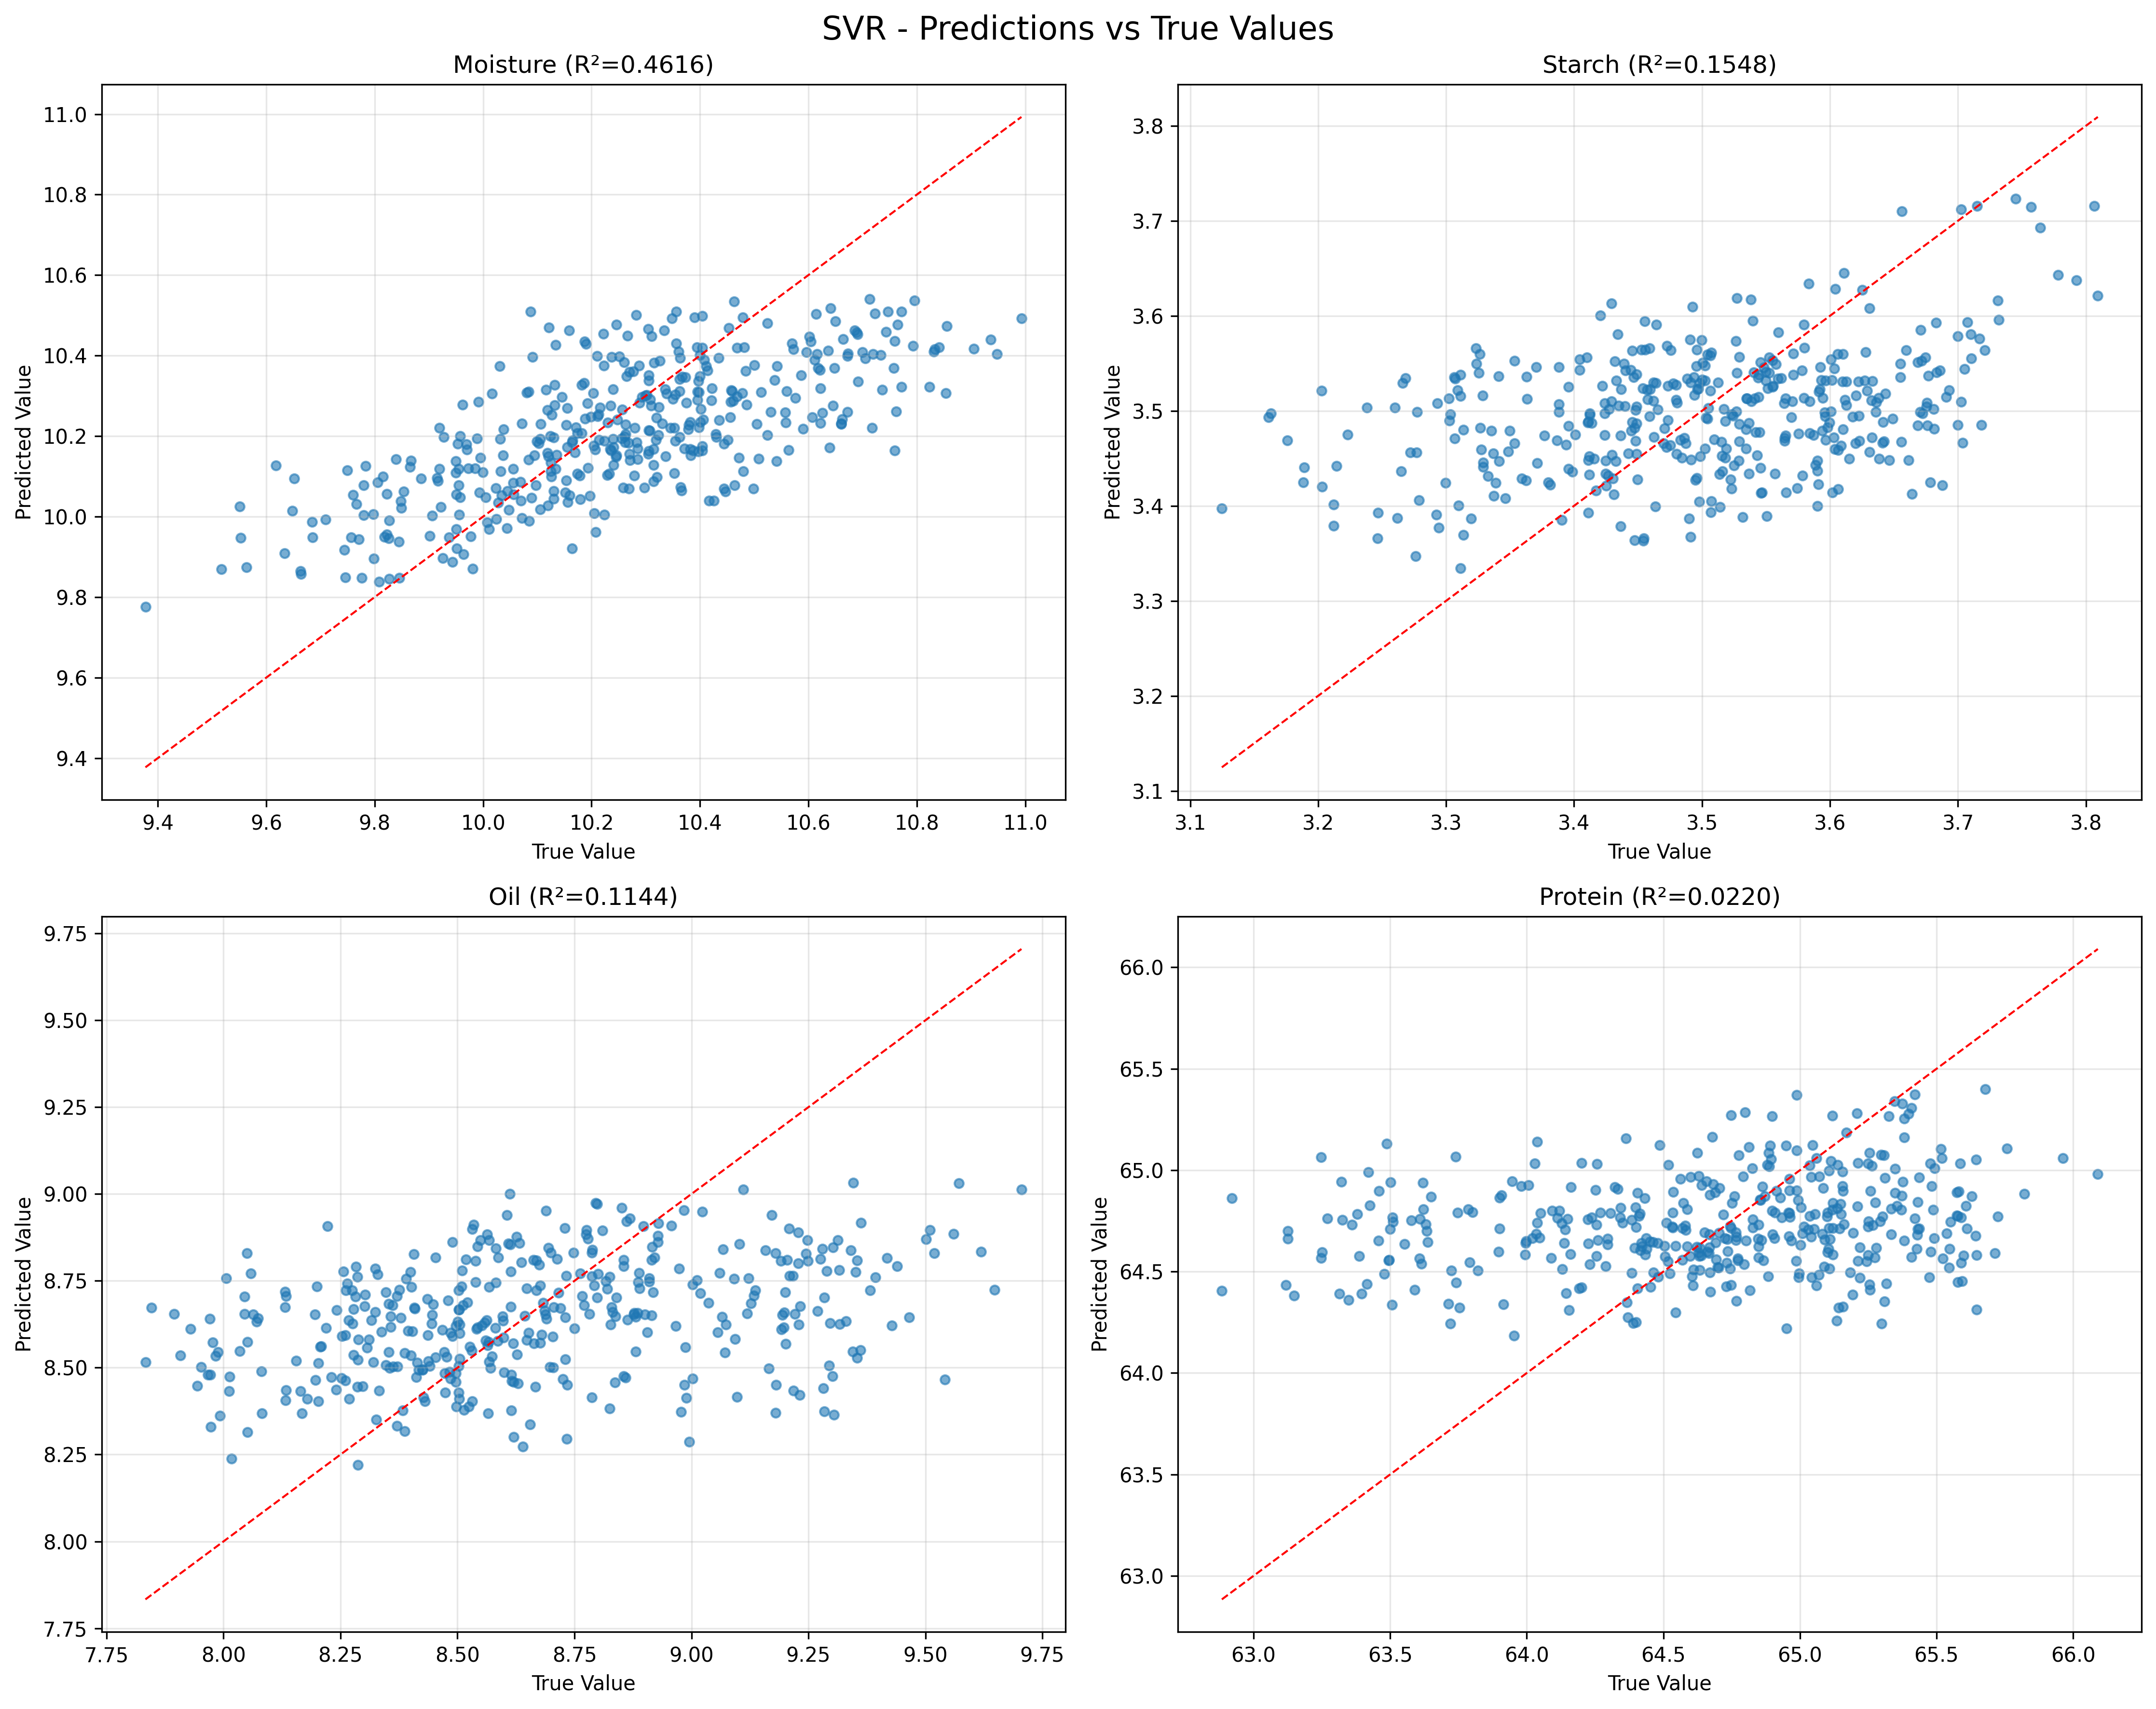 SVR - Predictions vs True Values
Moisture (R²=0.4616)
Predicted Value
11.0
10.8
10.6
10.4
10.2
10.0
9.8
9.6
9.4
9.4 9.6 9.8 10.0 10.2 10.4 10.6 10.8 11.0
True Value
Starch (R²=0.1548)
Predicted Value
3.8
3.7
3.6
3.5
3.4
3.3
3.2
3.1
3.1 3.2 3.3 3.4 3.5 3.6 3.7 3.8
True Value
Oil (R²=0.1144)
Predicted Value
9.75
9.50
9.25
9.00
8.75
8.50
8.25
8.00
7.75
7.75 8.00 8.25 8.50 8.75 9.00 9.25 9.50 9.75
True Value
Protein (R²=0.0220)
Predicted Value
66.0
65.5
65.0
64.5
64.0
63.5
63.0
63.0 63.5 64.0 64.5 65.0 65.5 66.0
True Value